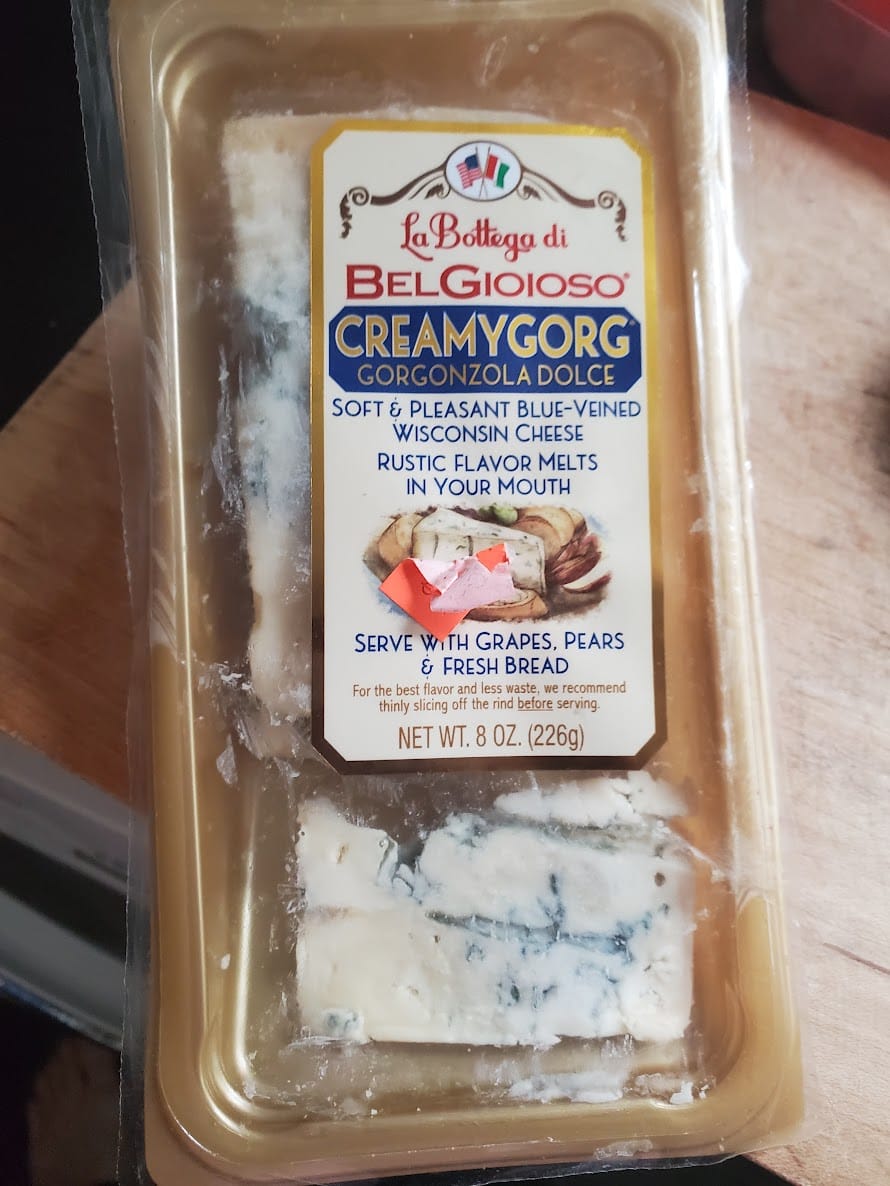 La Bottega di
BELGIOIOSO®
CREAMYGORG®
GORGONZOLA DOLCE
SOFT & PLEASANT BLUE-VEINED
WISCONSIN CHEESE
RUSTIC FLAVOR MELTS
IN YOUR MOUTH
SERVE WITH GRAPES, PEARS
& FRESH BREAD
For the best flavor and less waste, we recommend
thinly slicing off the rind before serving.
NET WT. 8 OZ. (226g)